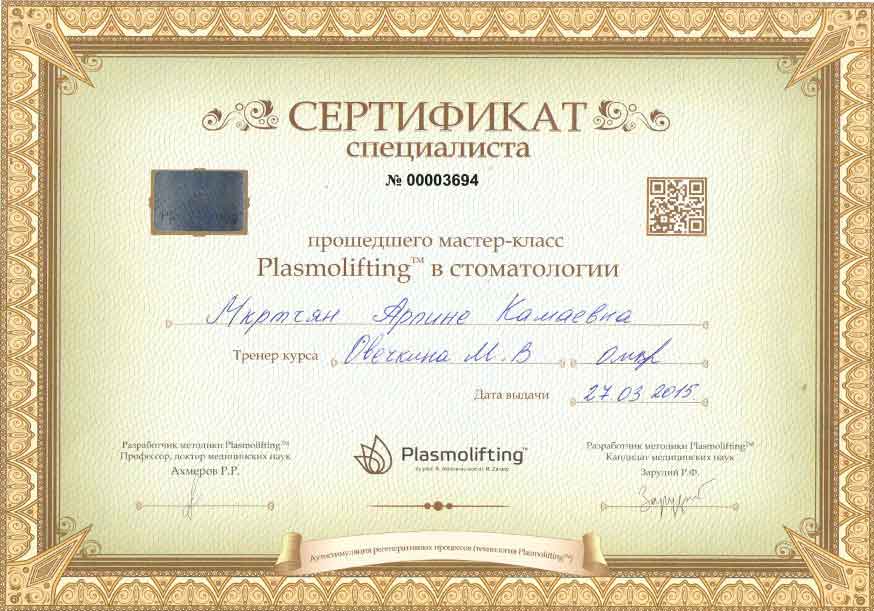 СЕРТИФИКАТ
специалиста
№ 00003694
прошедшего мастер-класс
Plasmolifting™ в стоматологии
Мкртчян Арпине Камаевна
Тренер курса Овечкина М.В
Дата выдачи 27.03.2015.
Разработчик методики Plasmolifting™
Профессор, доктор медицинских наук
Ахмеров Р.Р.
Plasmolifting™
Разработчик методики Plasmolifting™
Кандидат медицинских наук
Зарудий Р.Ф.
Аутостимуляция регенеративных процессов (технология Plasmolifting™)